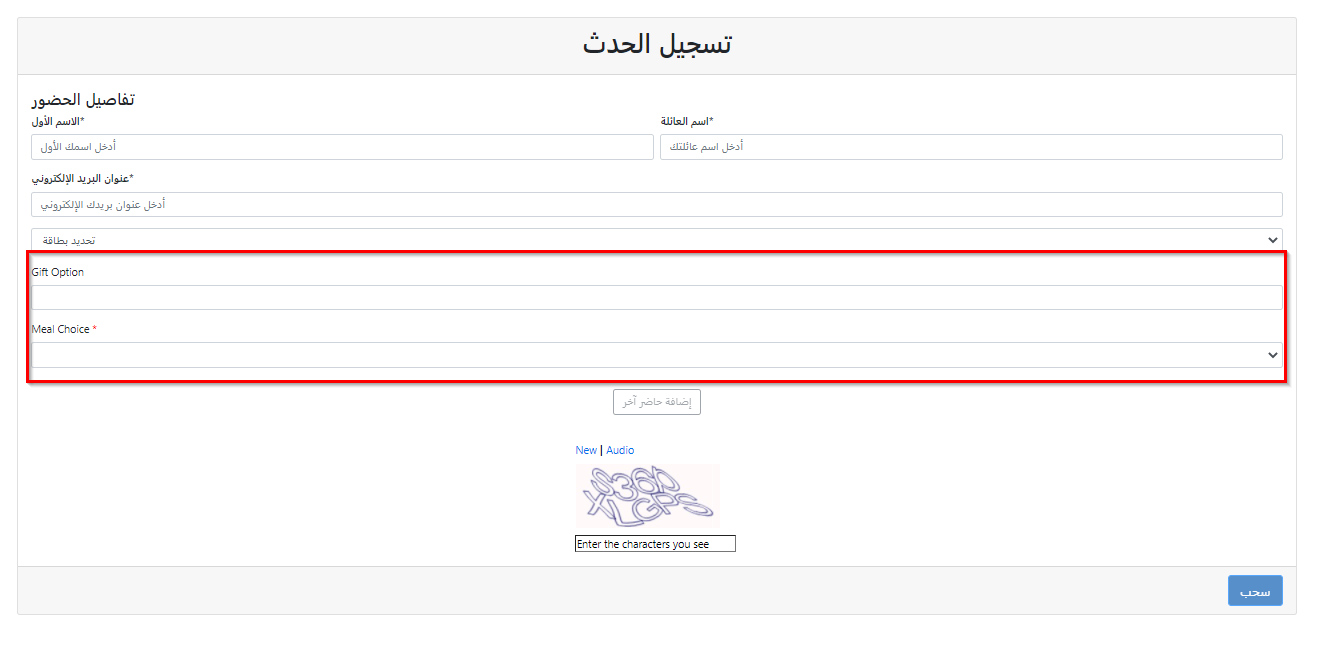 تسجيل الحدث
تفاصيل الحضور
الاسم الأول*
اسم العائلة*
أدخل اسمك الأول
أدخل اسم عائلتك
عنوان البريد الإلكتروني*
أدخل عنوان بريدك الإلكتروني
تحديد بطاقة
Gift Option
Meal Choice *
إضافة حاضر آخر
New | Audio
Enter the characters you see
سحب